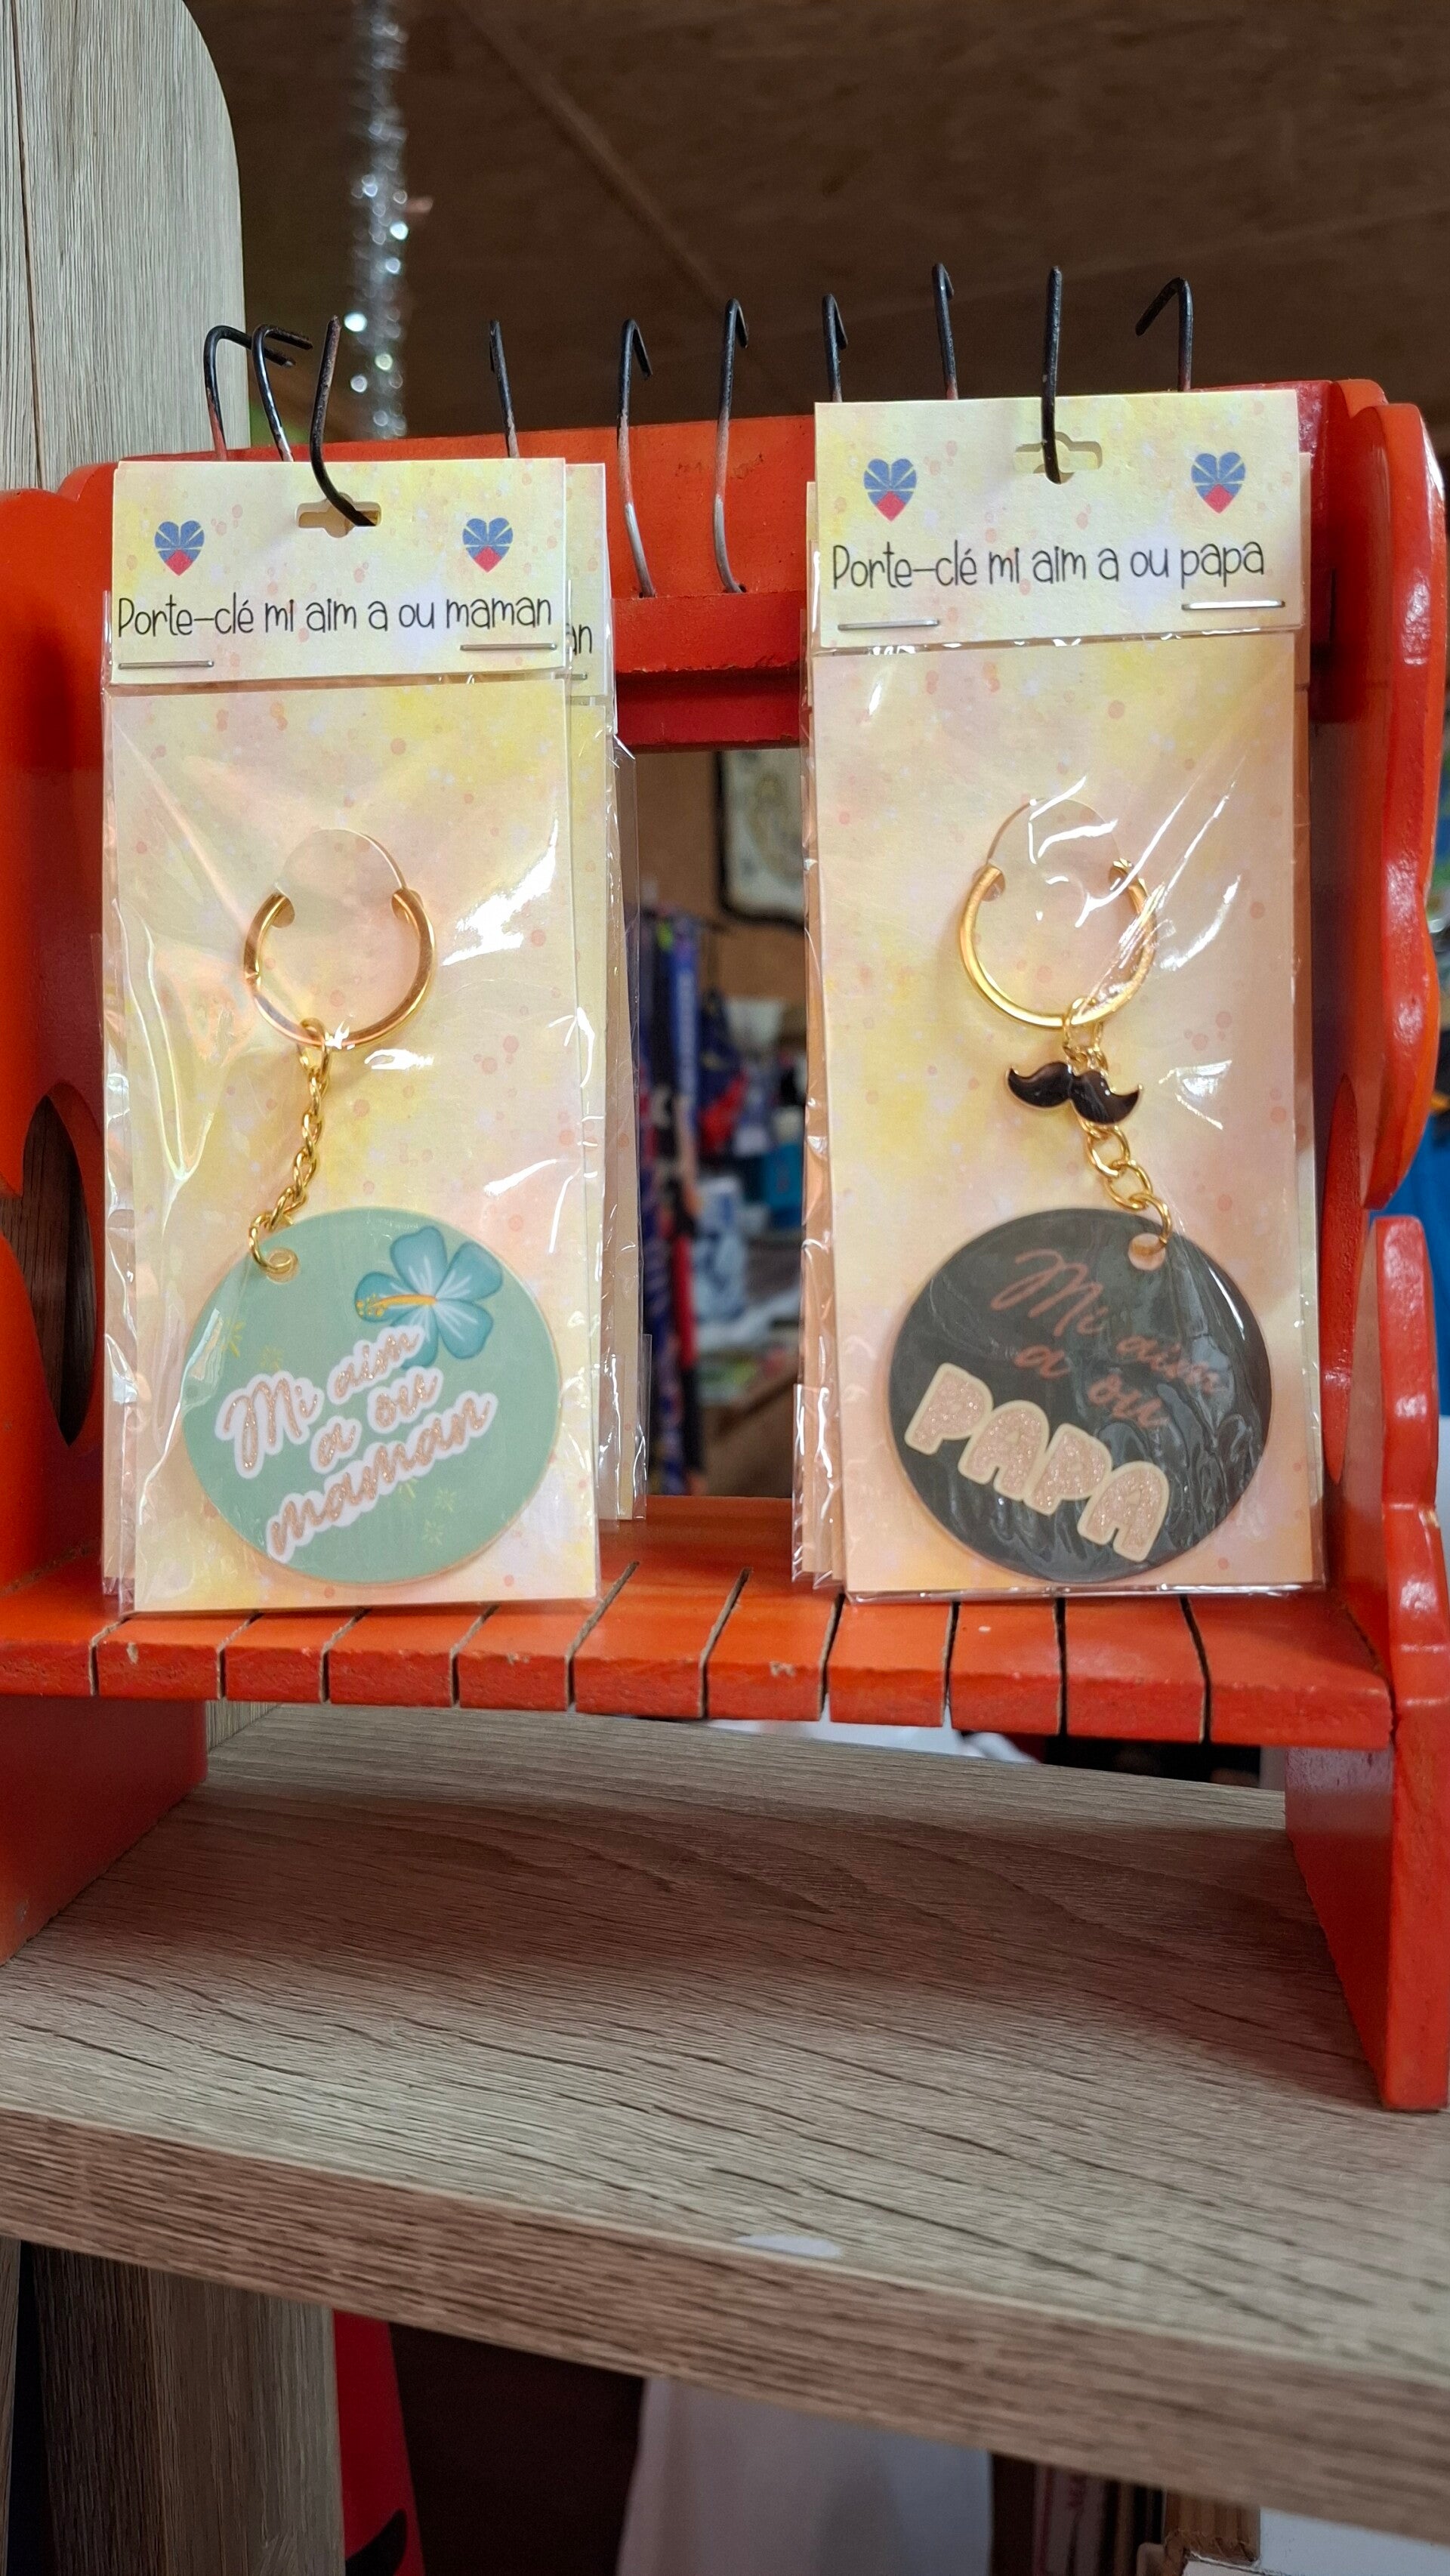 Porte-clé mi aim a ou maman
an
Mi aim
a ou
maman
Porte-clé mi aim a ou papa
Mi aim
a ou
PAPA